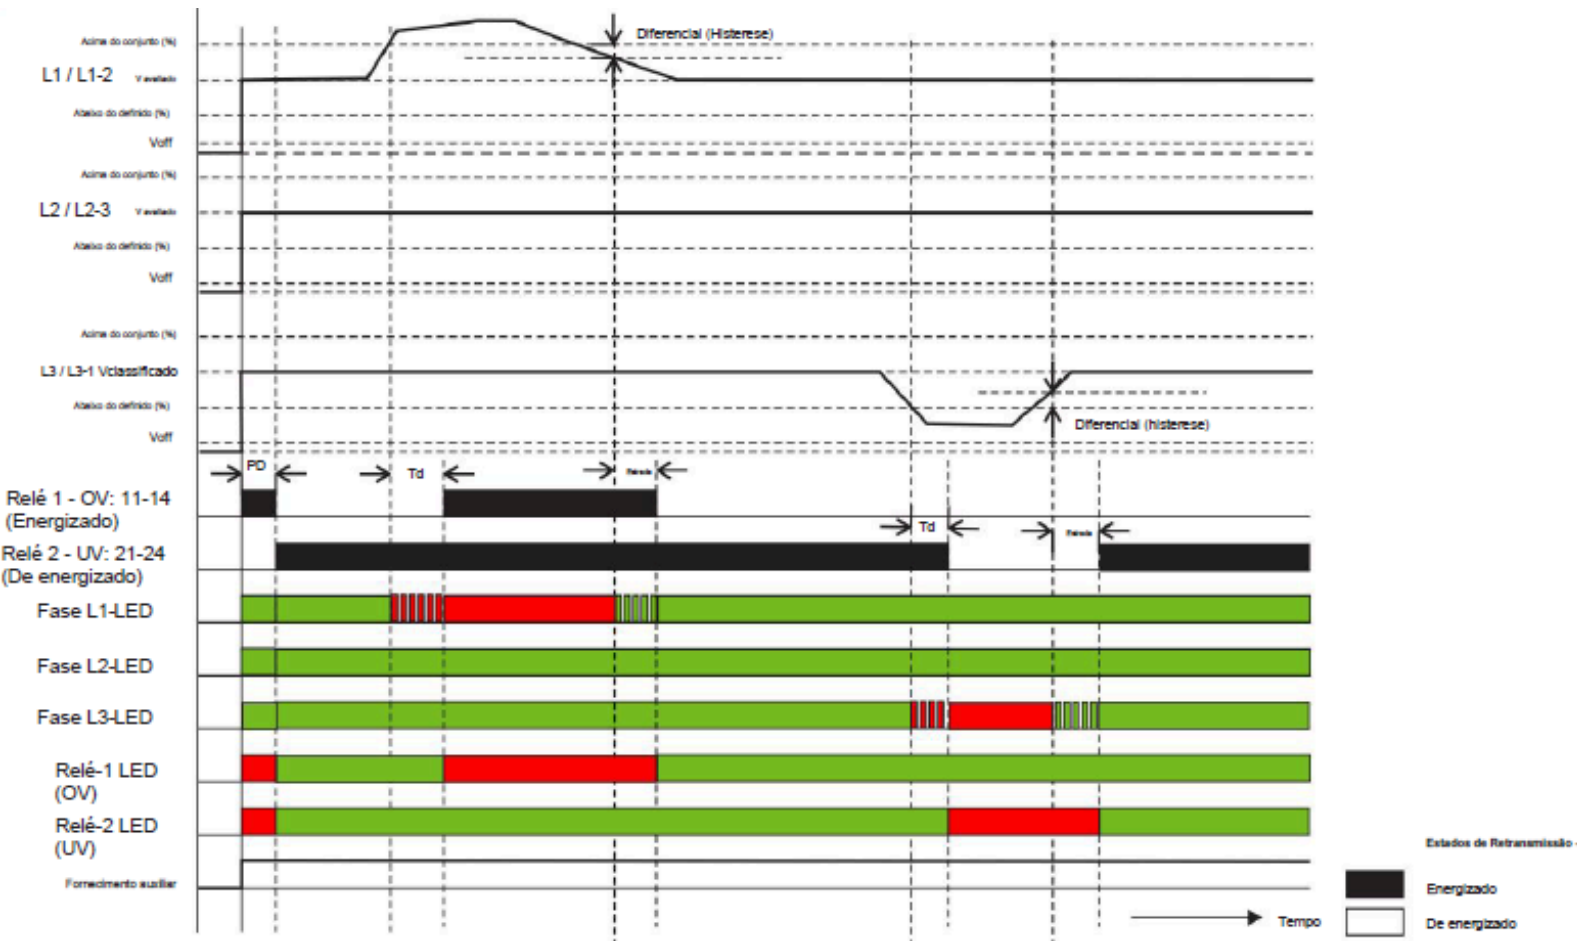 Acima do conjunto (%)
Diferencial (Histerese)
L1 / L1-2
V avaliado
Abaixo do definido (%)
Voff
Acima do conjunto (%)
L2 / L2-3
V avaliado
Abaixo do definido (%)
Voff
Acima do conjunto (%)
L3 / L3-1 Vclassificado
Abaixo do definido (%)
Diferencial (histerese)
Voff
PD
Td
Relé 1 - OV: 11-14
(Energizado)
Td
Relé 2 - UV: 21-24
(De energizado)
Fase L1-LED
Fase L2-LED
Fase L3-LED
Relé-1 LED
(OV)
Relé-2 LED
(UV)
Estados de Retransmissão -
Fornecimento auxiliar
Energizado
Tempo
De energizado